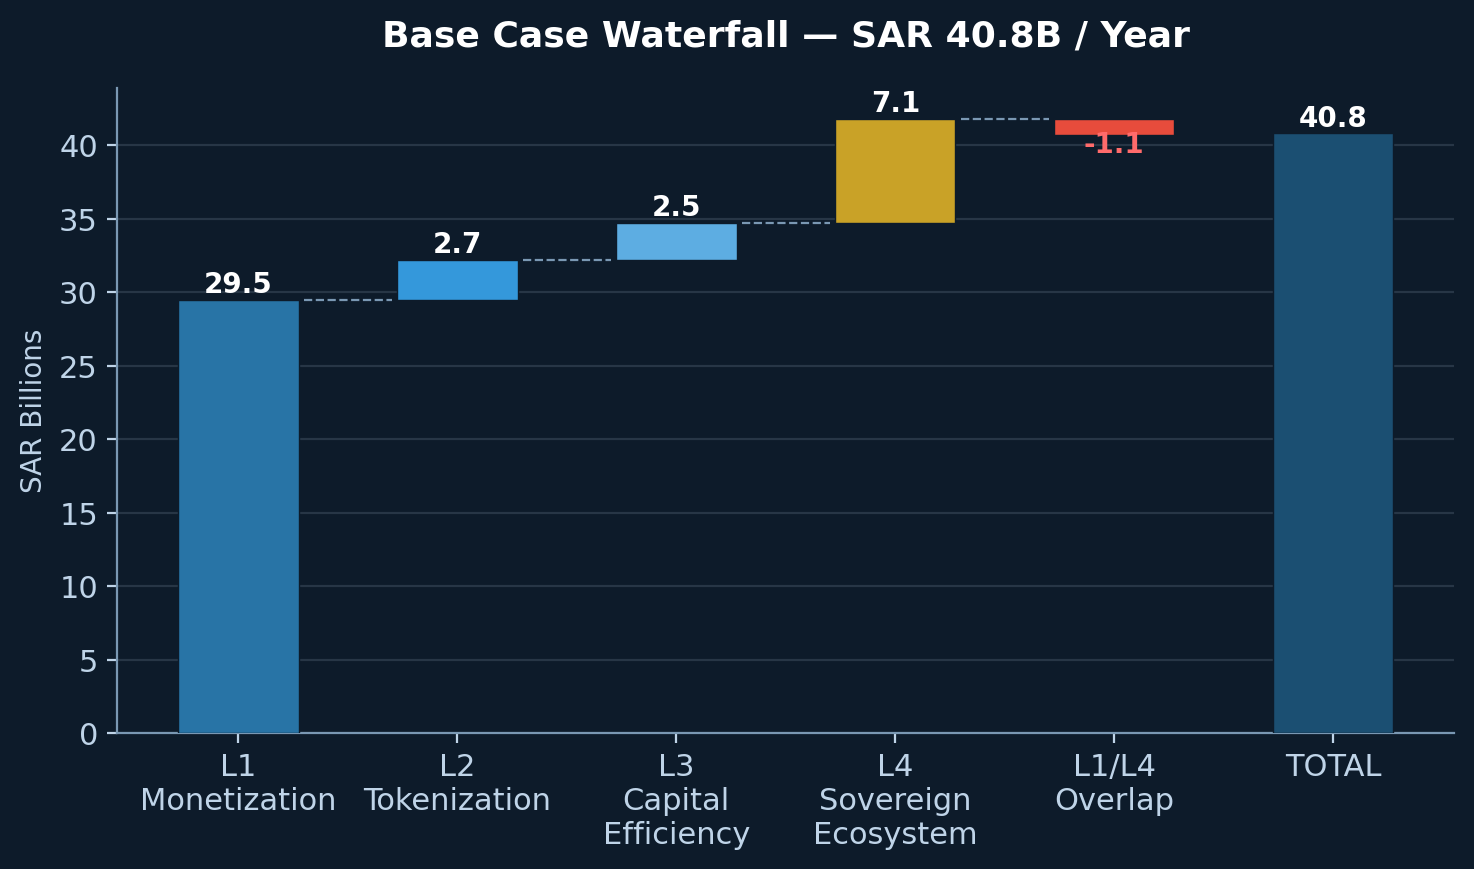 Base Case Waterfall — SAR 40.8B / Year
SAR Billions
40
35
30
25
20
15
10
5
0
29.5
2.7
2.5
7.1
-1.1
40.8
L1
Monetization
L2
Tokenization
L3
Capital
Efficiency
L4
Sovereign
Ecosystem
L1/L4
Overlap
TOTAL